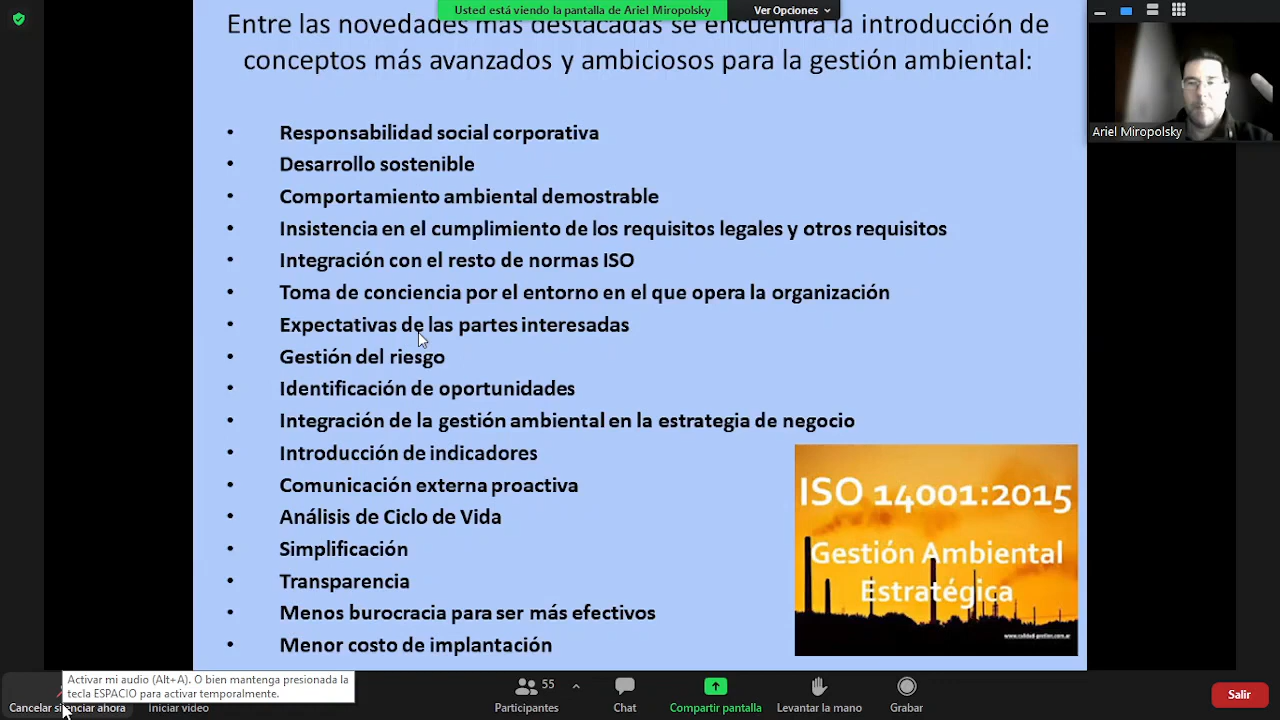 Usted está viendo la pantalla de Ariel Miropolsky
Ver Opciones
Entre las novedades más destacadas se encuentra la introducción de
conceptos más avanzados y ambiciosos para la gestión ambiental:
Ariel Miropolsky
• Responsabilidad social corporativa
• Desarrollo sostenible
• Comportamiento ambiental demostrable
• Insistencia en el cumplimiento de los requisitos legales y otros requisitos
• Integración con el resto de normas ISO
• Toma de conciencia por el entorno en el que opera la organización
• Expectativas de las partes interesadas
• Gestión del riesgo
• Identificación de oportunidades
• Integración de la gestión ambiental en la estrategia de negocio
• Introducción de indicadores
• Comunicación externa proactiva
• Análisis de Ciclo de Vida
• Simplificación
• Transparencia
• Menos burocracia para ser más efectivos
• Menor costo de implantación
ISO 14001:2015
Gestión Ambiental
Estratégica
www.calidad-gestion.com.ar
Activar mi audio (Alt+A). O bien mantenga presionada la
tecla ESPACIO para activar temporalmente.
55
Cancelar silenciar ahora
Iniciar video
Participantes
Chat
Compartir pantalla
Levantar la mano
Grabar
Salir